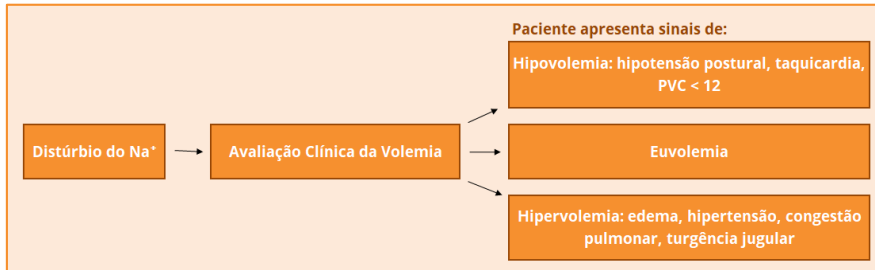 Paciente apresenta sinais de:
Hipovolemia: hipotensão postural, taquicardia,
PVC < 12
Distúrbio do Na⁺
Avaliação Clínica da Volemia
Euvolemia
Hipervolemia: edema, hipertensão, congestão
pulmonar, turgência jugular